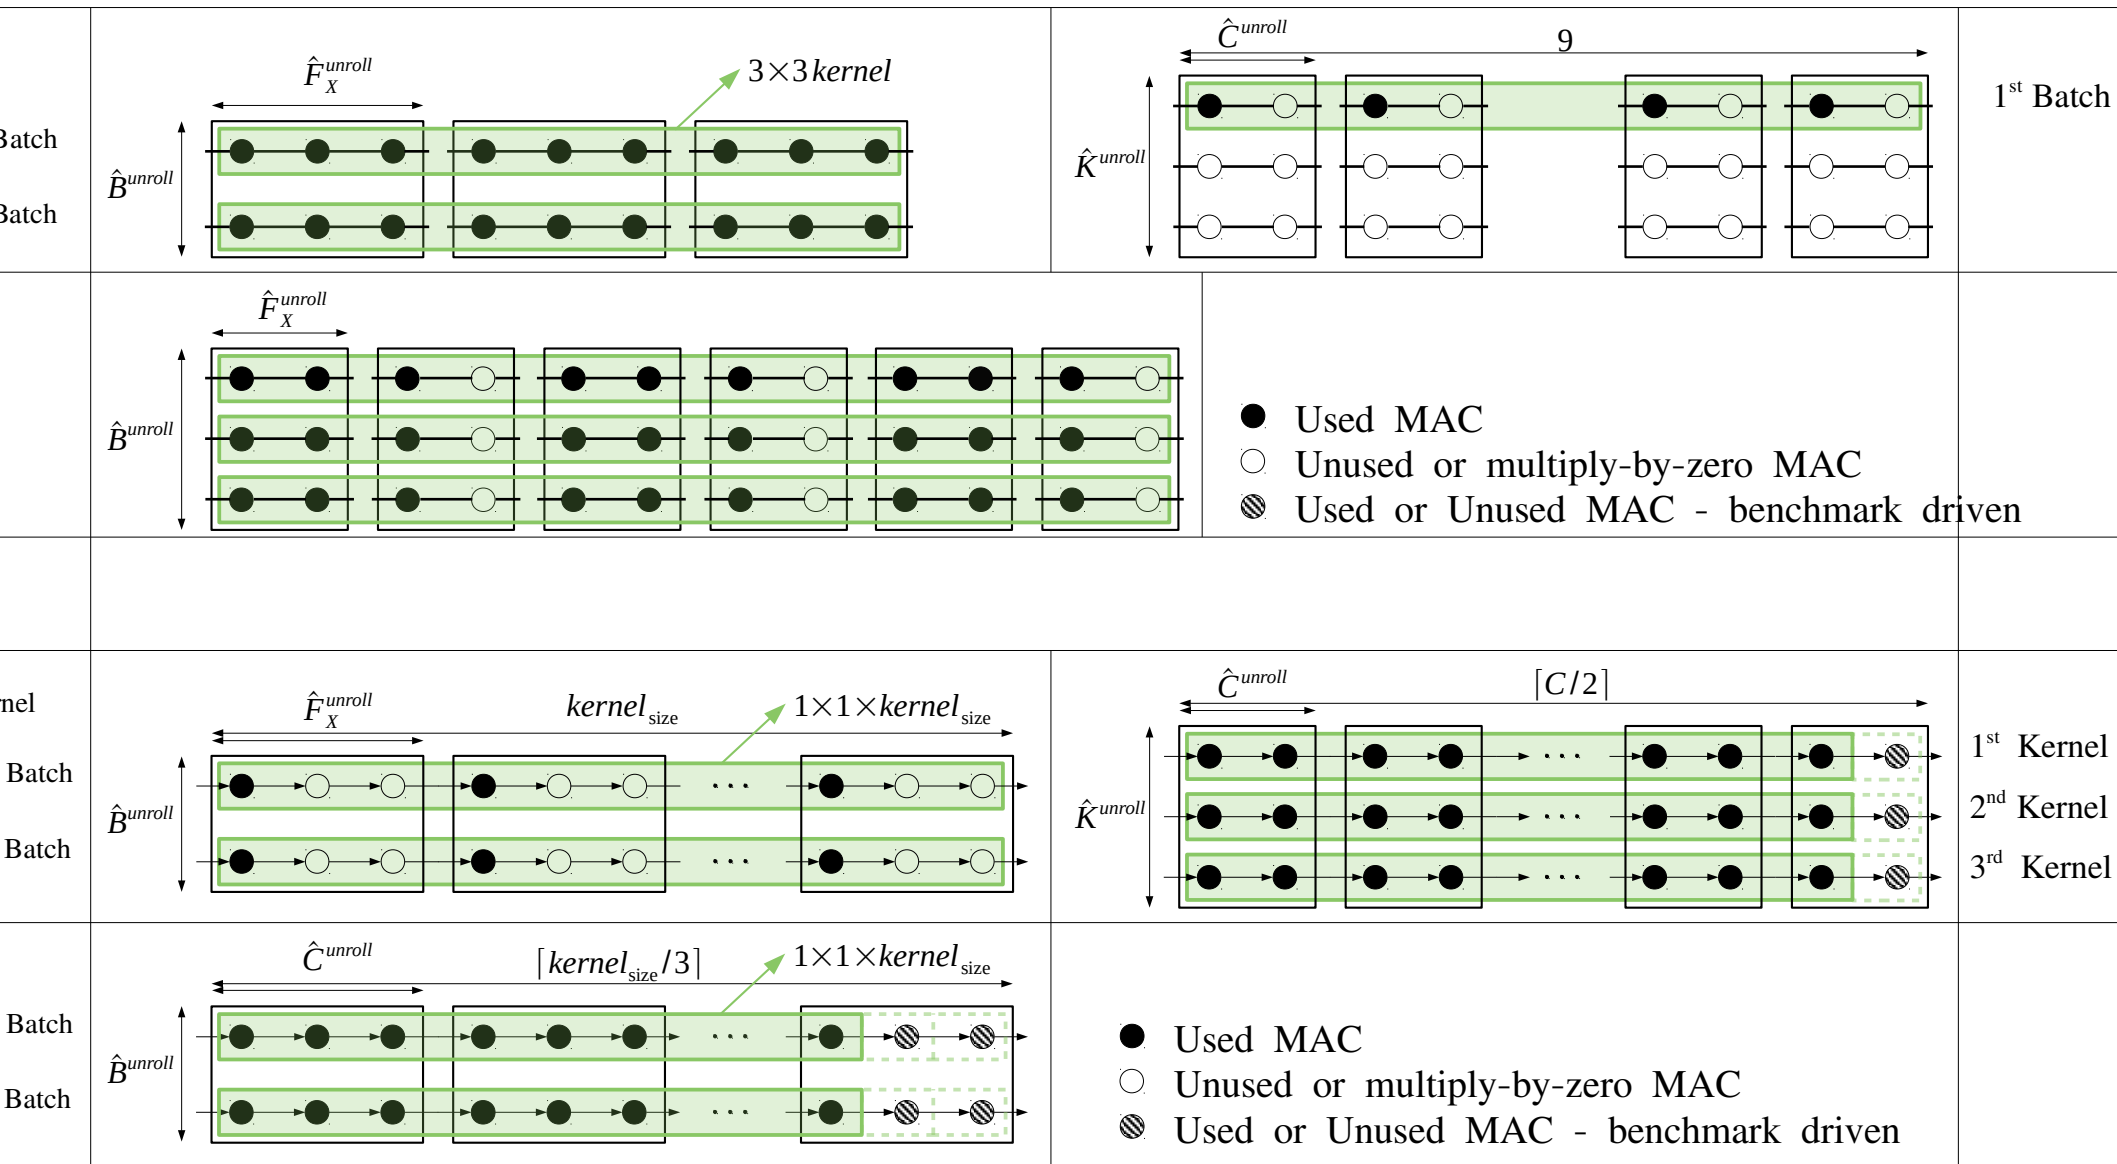 F̂_X^unroll
3×3 kernel
Batch
B̂^unroll
Batch
Ĉ^unroll
9
K̂^unroll
1st Batch
F̂_X^unroll
B̂^unroll
Used MAC
Unused or multiply-by-zero MAC
Used or Unused MAC - benchmark driven
F̂_X^unroll
kernel_size
1×1×kernel_size
Batch
B̂^unroll
Batch
Ĉ^unroll
⌈C/2⌉
K̂^unroll
1st Kernel
2nd Kernel
3rd Kernel
Ĉ^unroll
⌈kernel_size/3⌉
1×1×kernel_size
Batch
B̂^unroll
Batch
Used MAC
Unused or multiply-by-zero MAC
Used or Unused MAC - benchmark driven